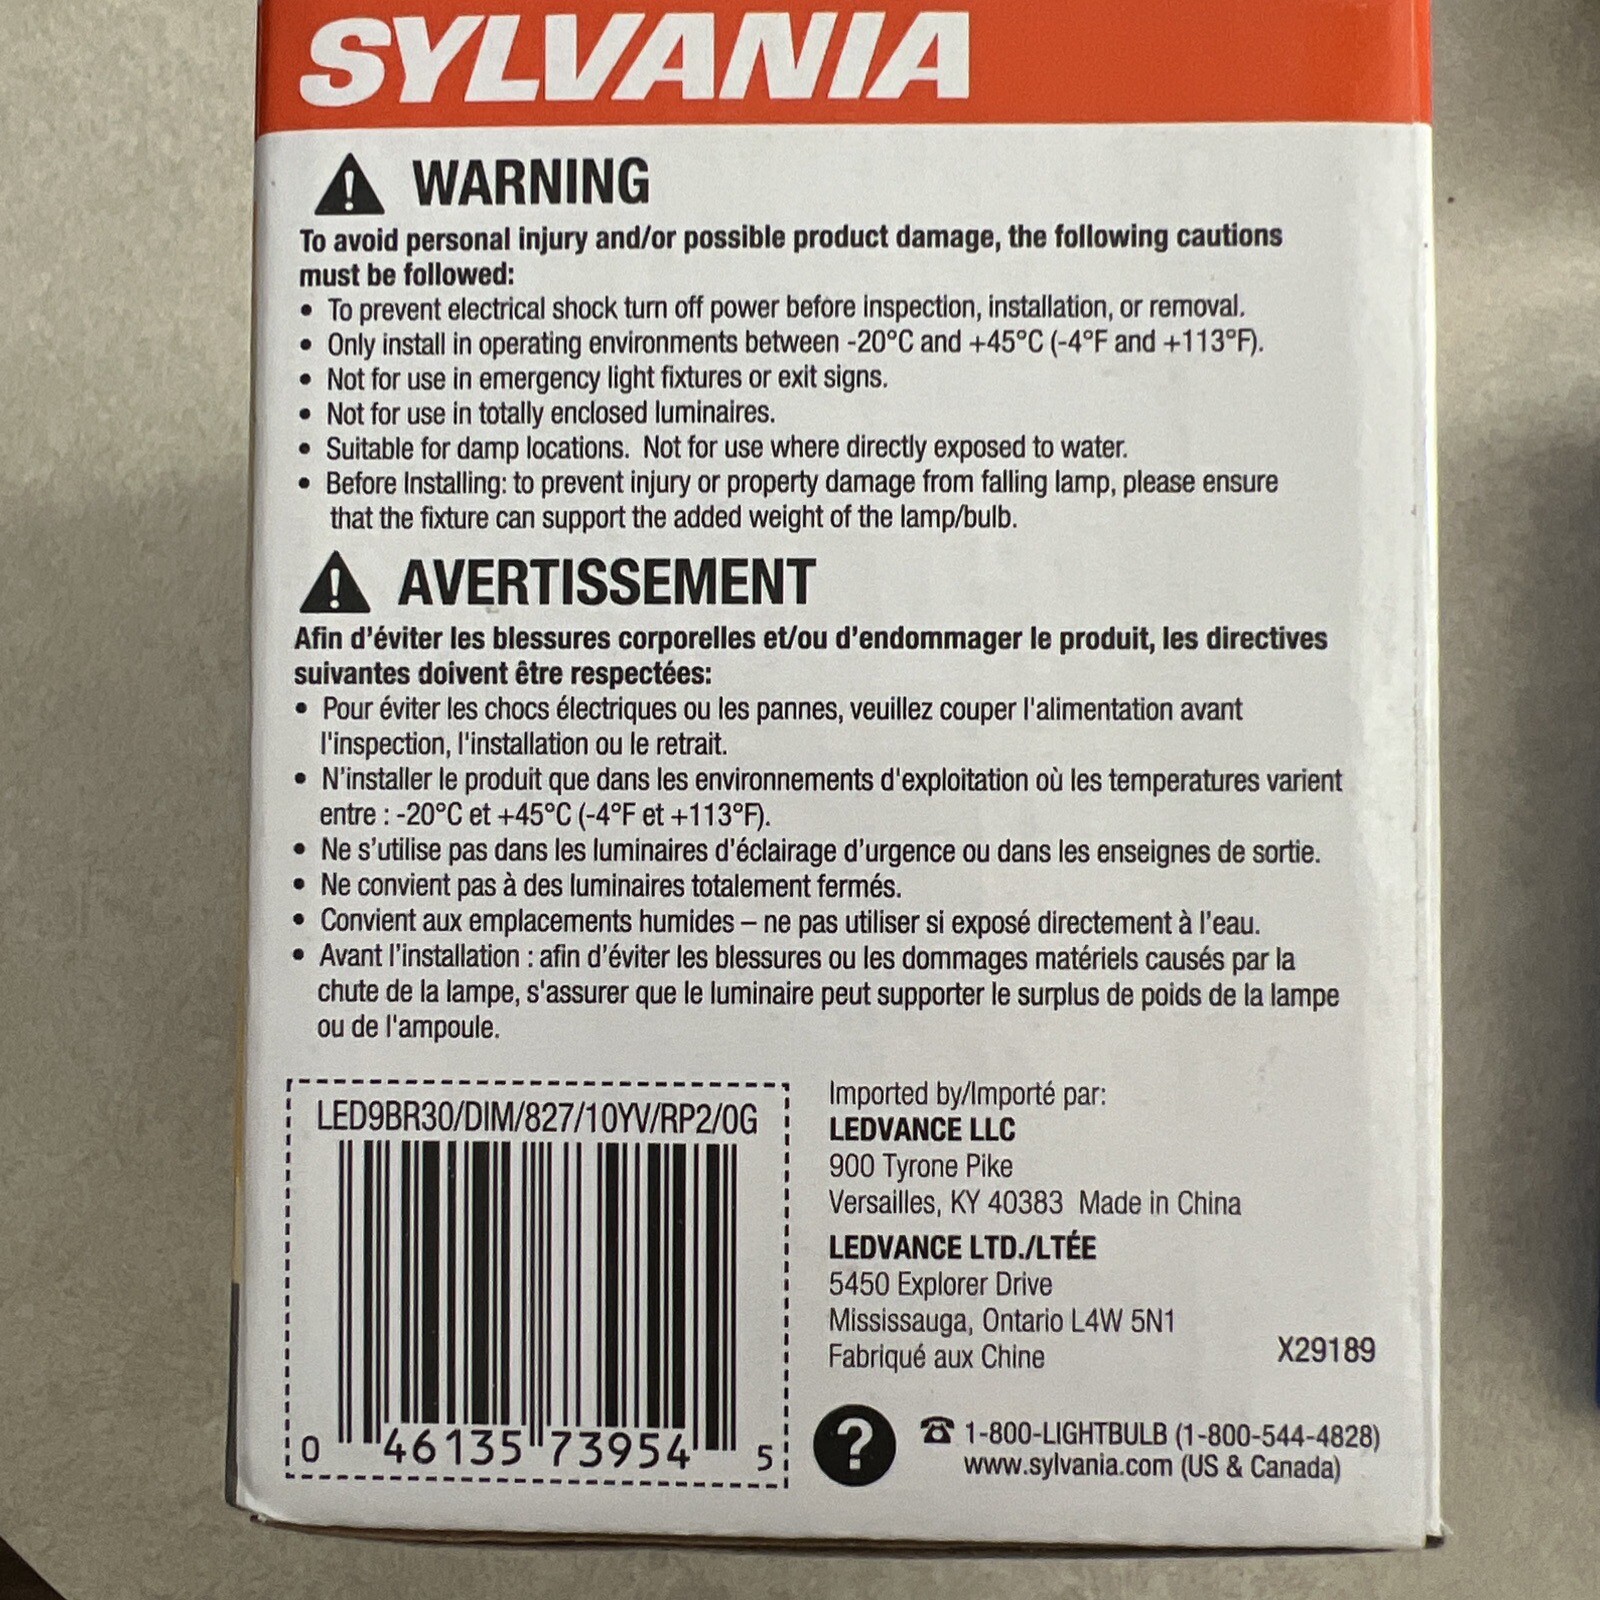 SYLVANIA
WARNING
To avoid personal injury and/or possible product damage, the following cautions
must be followed:
• To prevent electrical shock turn off power before inspection, installation, or removal.
• Only install in operating environments between -20°C and +45°C (-4°F and +113°F).
• Not for use in emergency light fixtures or exit signs.
• Not for use in totally enclosed luminaires.
• Suitable for damp locations. Not for use where directly exposed to water.
• Before Installing: to prevent injury or property damage from falling lamp, please ensure
that the fixture can support the added weight of the lamp/bulb.
AVERTISSEMENT
Afin d’éviter les blessures corporelles et/ou d’endommager le produit, les directives
suivantes doivent être respectées:
• Pour éviter les chocs électriques ou les pannes, veuillez couper l'alimentation avant
l'inspection, l'installation ou le retrait.
• N’installer le produit que dans les environnements d'exploitation où les temperatures varient
entre : -20°C et +45°C (-4°F et +113°F).
• Ne s’utilise pas dans les luminaires d’éclairage d’urgence ou dans les enseignes de sortie.
• Ne convient pas à des luminaires totalement fermés.
• Convient aux emplacements humides – ne pas utiliser si exposé directement à l’eau.
• Avant l’installation : afin d’éviter les blessures ou les dommages matériels causés par la
chute de la lampe, s'assurer que le luminaire peut supporter le surplus de poids de la lampe
ou de l'ampoule.
LED9BR30/DIM/827/10YV/RP2/0G
0 46135 73954 5
Imported by/Importé par:
LEDVANCE LLC
900 Tyrone Pike
Versailles, KY 40383 Made in China
LEDVANCE LTD./LTÉE
5450 Explorer Drive
Mississauga, Ontario L4W 5N1
Fabriqué aux Chine
X29189
? 1-800-LIGHTBULB (1-800-544-4828)
www.sylvania.com (US & Canada)